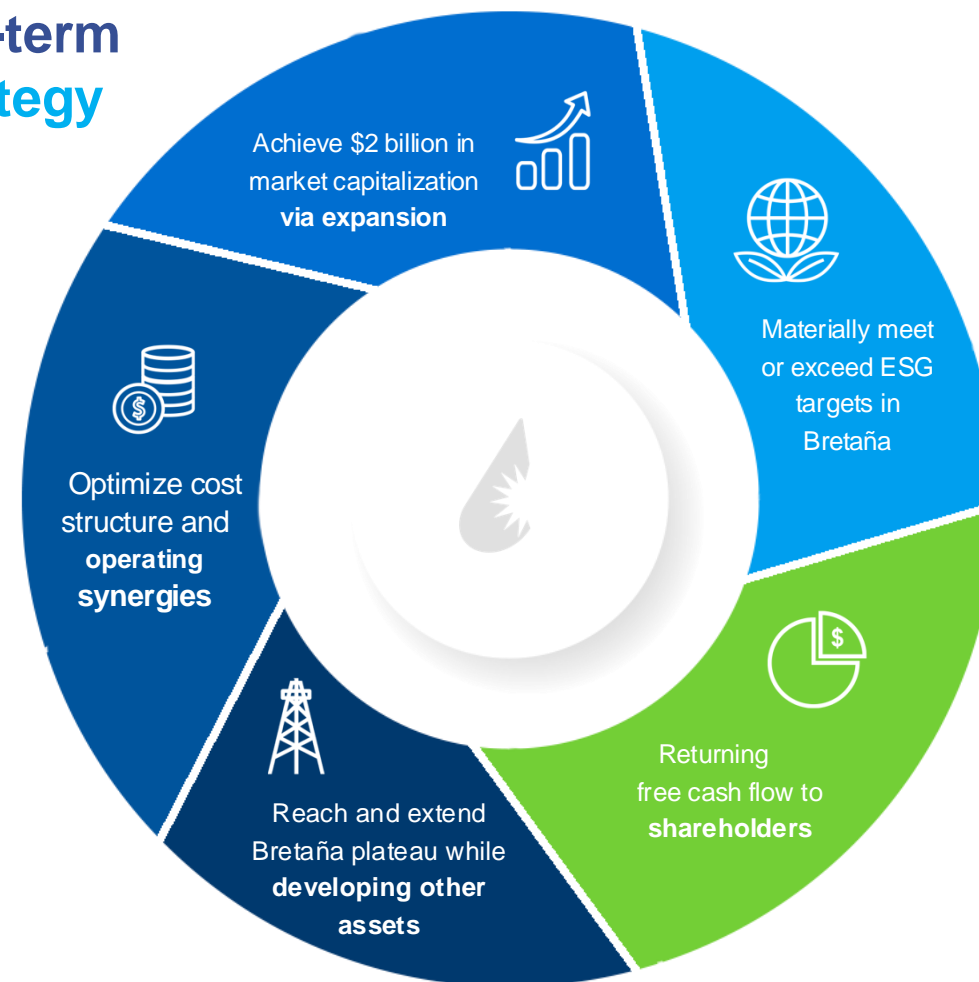 -term
tegy
Achieve $2 billion in
market capitalization
via expansion
Materially meet
or exceed ESG
targets in
Bretaña
$
Optimize cost
structure and
operating
synergies
$
Returning
free cash flow to
shareholders
Reach and extend
Bretaña plateau while
developing other
assets